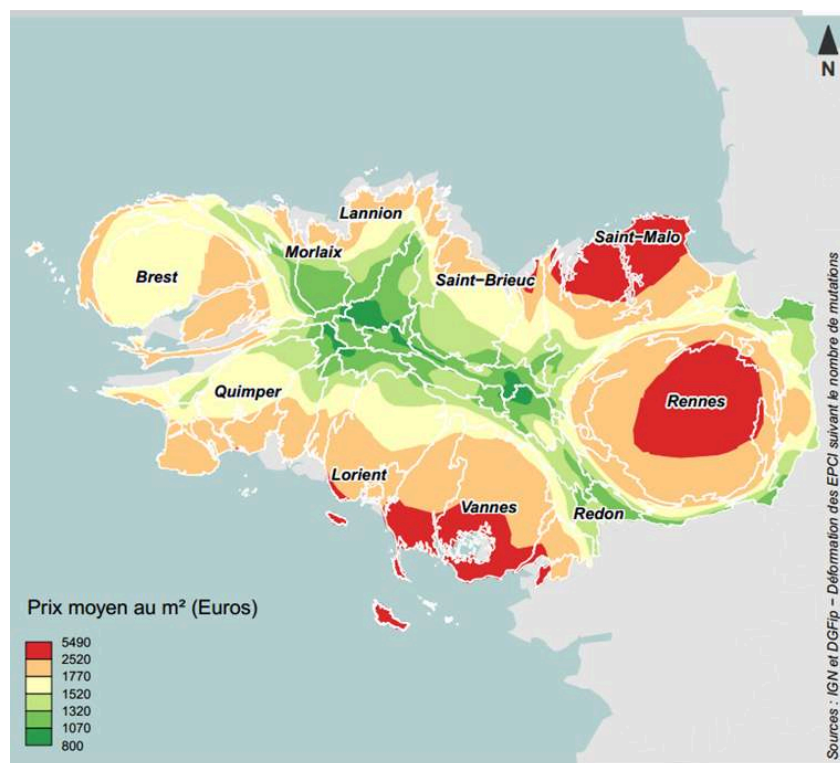 N
Lannion
Saint-Malo
Morlaix
Brest
Saint-Brieuc
Quimper
Rennes
Lorient
Vannes
Redon
Prix moyen au m² (Euros)
5490
2520
1770
1520
1320
1070
800
Sources : IGN et DGFip - Déformation des EPCI suivant le nombre de mutations